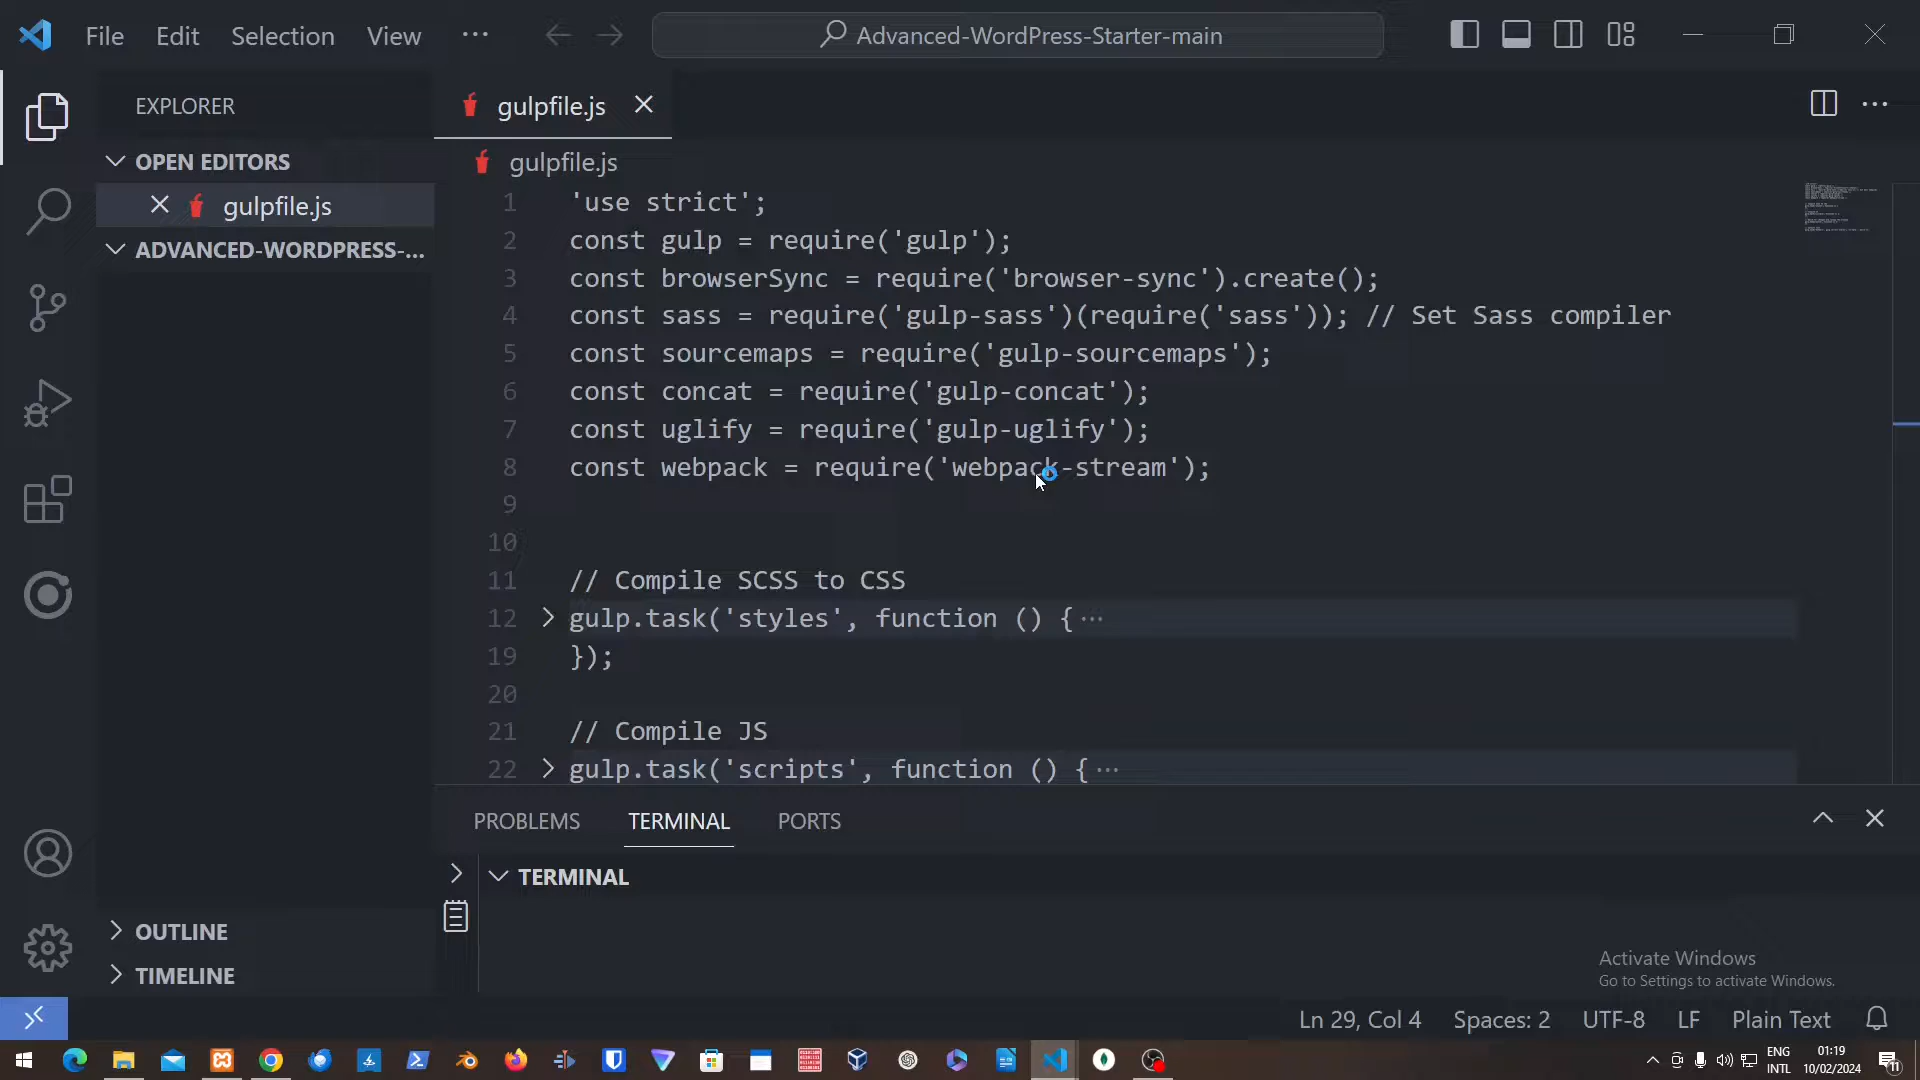 File Edit Selection View ··· Advanced-WordPress-Starter-main
EXPLORER
gulpfile.js
OPEN EDITORS
gulpfile.js
gulpfile.js
ADVANCED-WORDPRESS-...
1 'use strict';
2 const gulp = require('gulp');
3 const browserSync = require('browser-sync').create();
4 const sass = require('gulp-sass')(require('sass')); // Set Sass compiler
5 const sourcemaps = require('gulp-sourcemaps');
6 const concat = require('gulp-concat');
7 const uglify = require('gulp-uglify');
8 const webpack = require('webpack-stream');
9
10
11 // Compile SCSS to CSS
12 gulp.task('styles', function () {···
19 });
20
21 // Compile JS
22 gulp.task('scripts', function () {···
PROBLEMS TERMINAL PORTS
TERMINAL
OUTLINE
TIMELINE
Activate Windows
Go to Settings to activate Windows.
Ln 29, Col 4 Spaces: 2 UTF-8 LF Plain Text
ENG
INTL
01:19
10/02/2024
11